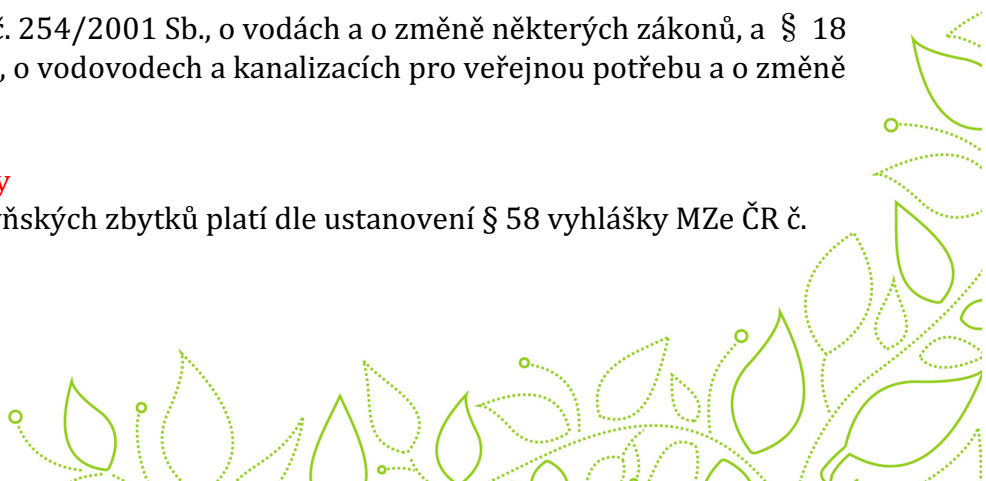 č. 254/2001 Sb., o vodách a o změně některých zákonů, a § 18
, o vodovodech a kanalizacích pro veřejnou potřebu a o změně
y
ňských zbytků platí dle ustanovení § 58 vyhlášky MZe ČR č.